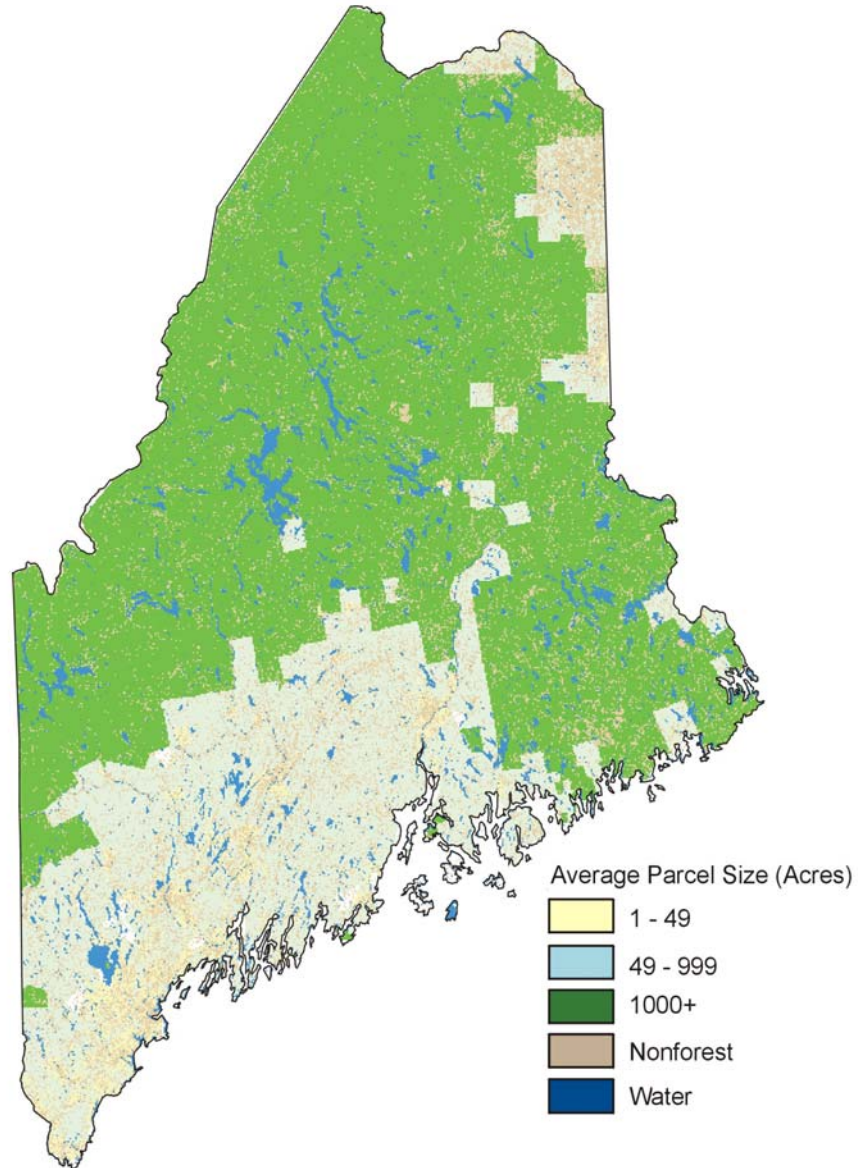 Average Parcel Size (Acres)
1 - 49
49 - 999
1000+
Nonforest
Water